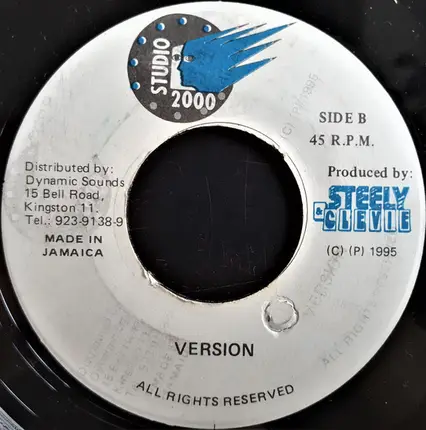 STUDIO
2000
SIDE B
45 R.P.M.
Distributed by:
Dynamic Sounds
15 Bell Road,
Kingston 11.
Tel.: 923-9138-9
MADE IN
JAMAICA
Produced by:
STEELY
& CLEVIE
(C) (P) 1995
VERSION
ALL RIGHTS RESERVED